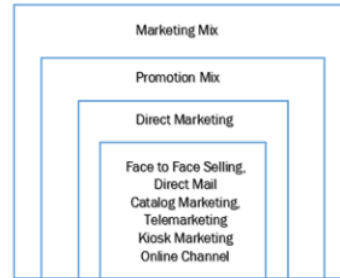 Marketing Mix
Promotion Mix
Direct Marketing
Face to Face Selling,
Direct Mail
Catalog Marketing,
Telemarketing
Kiosk Marketing
Online Channel